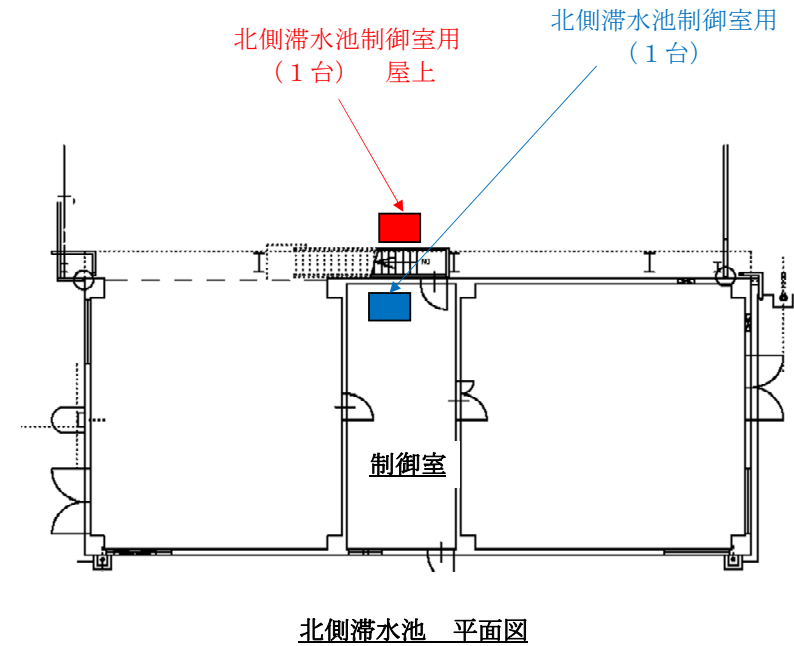 北側滞水池制御室用
（１台）　屋上
北側滞水池制御室用
（１台）
制御室
北側滞水池　平面図